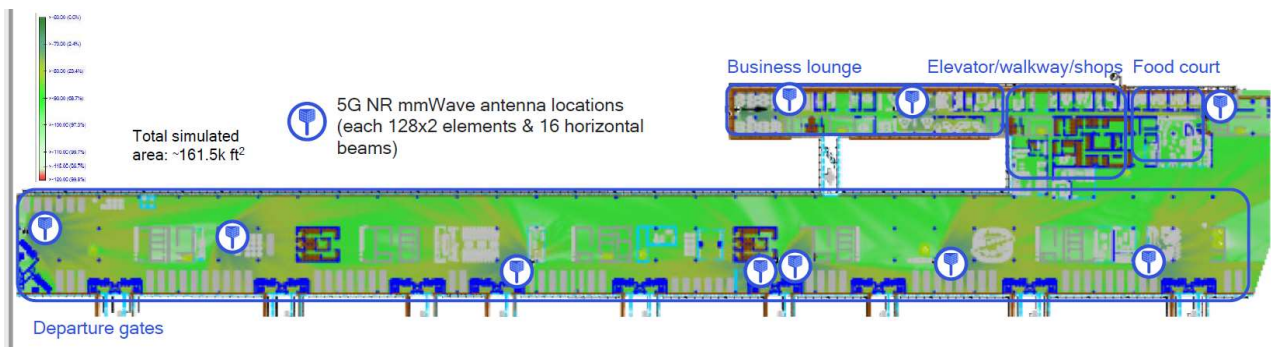 Business lounge
Elevator/walkway/shops
Food court
5G NR mmWave antenna locations
(each 128x2 elements & 16 horizontal
beams)
Total simulated
area: ~161.5k ft²
Departure gates